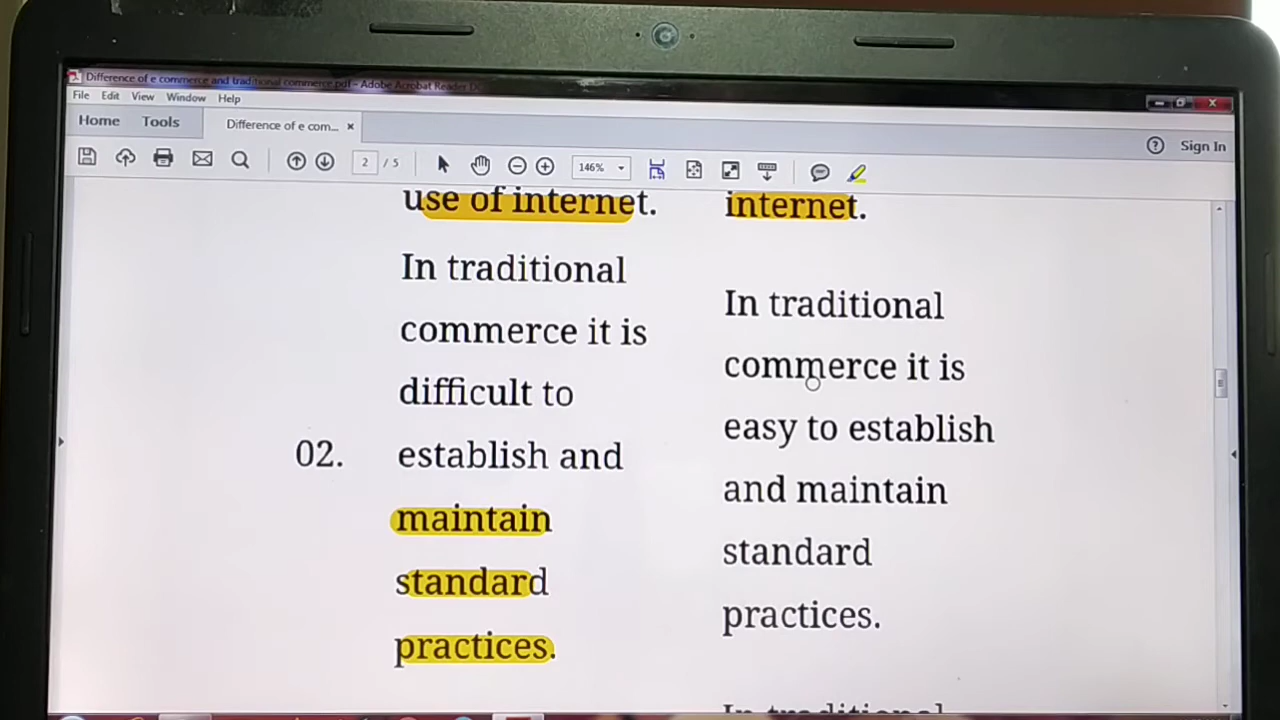 Difference of e commerce and traditional commerce.pdf - Adobe Acrobat Reader DC
File Edit View Window Help
Home Tools Difference of e com... ×
2 / 5 146% Sign In
use of internet.
internet.
In traditional
commerce it is
difficult to
02. establish and
maintain
standard
practices.
In traditional
commerce it is
easy to establish
and maintain
standard
practices.
In traditional